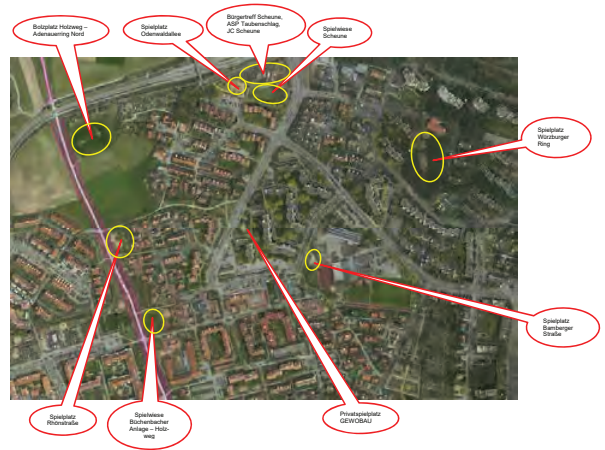 Bolzplatz Holzweg –
Adenauerring Nord
Spielplatz
Odenwaldallee
Bürgertreff Scheune,
ASP Taubenschlag,
JC Scheune
Spielwiese
Scheune
Spielplatz
Würzburger
Ring
Spielplatz
Bamberger
Straße
Spielplatz
Rhönstraße
Spielwiese
Büchenbacher
Anlage – Holz-
weg
Privatspielplatz
GEWOBAU